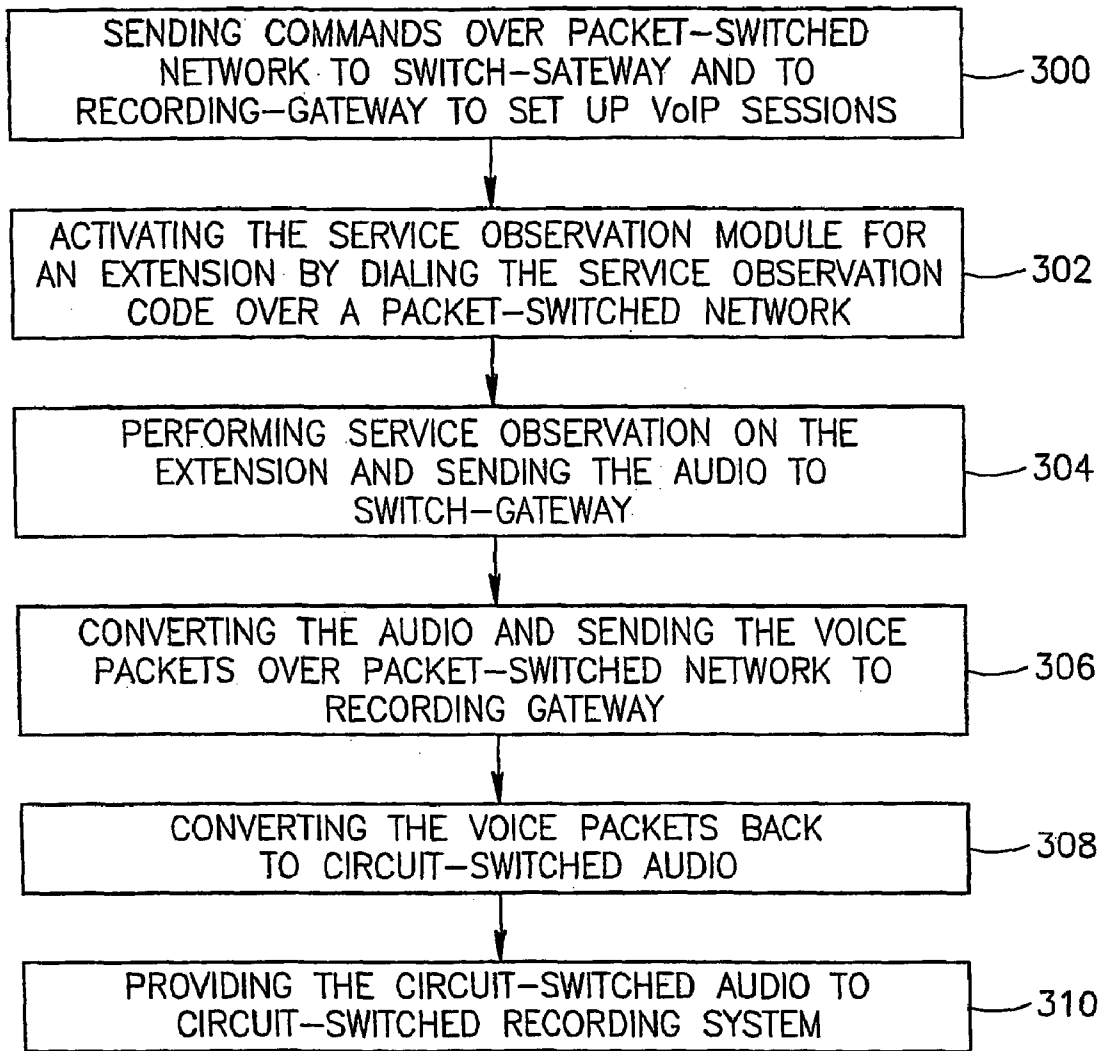 SENDING COMMANDS OVER PACKET-SWITCHED
NETWORK TO SWITCH-SATEWAY AND TO
RECORDING-GATEWAY TO SET UP VoIP SESSIONS
300
ACTIVATING THE SERVICE OBSERVATION MODULE FOR
AN EXTENSION BY DIALING THE SERVICE OBSERVATION
CODE OVER A PACKET-SWITCHED NETWORK
302
PERFORMING SERVICE OBSERVATION ON THE
EXTENSION AND SENDING THE AUDIO TO
SWITCH-GATEWAY
304
CONVERTING THE AUDIO AND SENDING THE VOICE
PACKETS OVER PACKET-SWITCHED NETWORK TO
RECORDING GATEWAY
306
CONVERTING THE VOICE PACKETS BACK
TO CIRCUIT-SWITCHED AUDIO
308
PROVIDING THE CIRCUIT-SWITCHED AUDIO TO
CIRCUIT-SWITCHED RECORDING SYSTEM
310